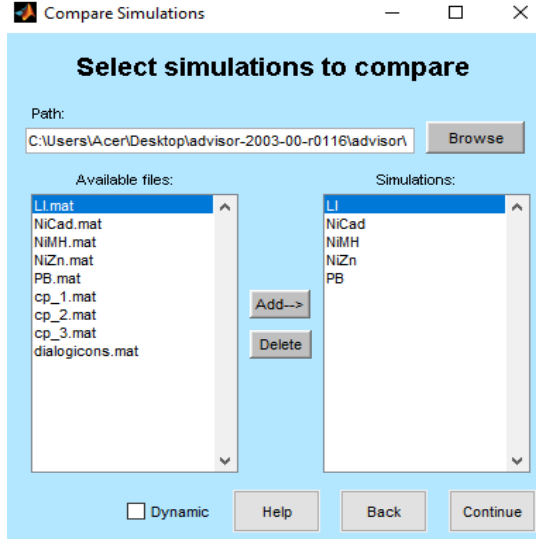 Compare Simulations
Select simulations to compare
Path:
C:\Users\Acer\Desktop\advisor-2003-00-r0116\advisor\
Browse
Available files:
LI.mat
NiCad.mat
NiMH.mat
NiZn.mat
PB.mat
cp_1.mat
cp_2.mat
cp_3.mat
dialogicons.mat
Add-->
Delete
Simulations:
LI
NiCad
NiMH
NiZn
PB
Dynamic
Help
Back
Continue